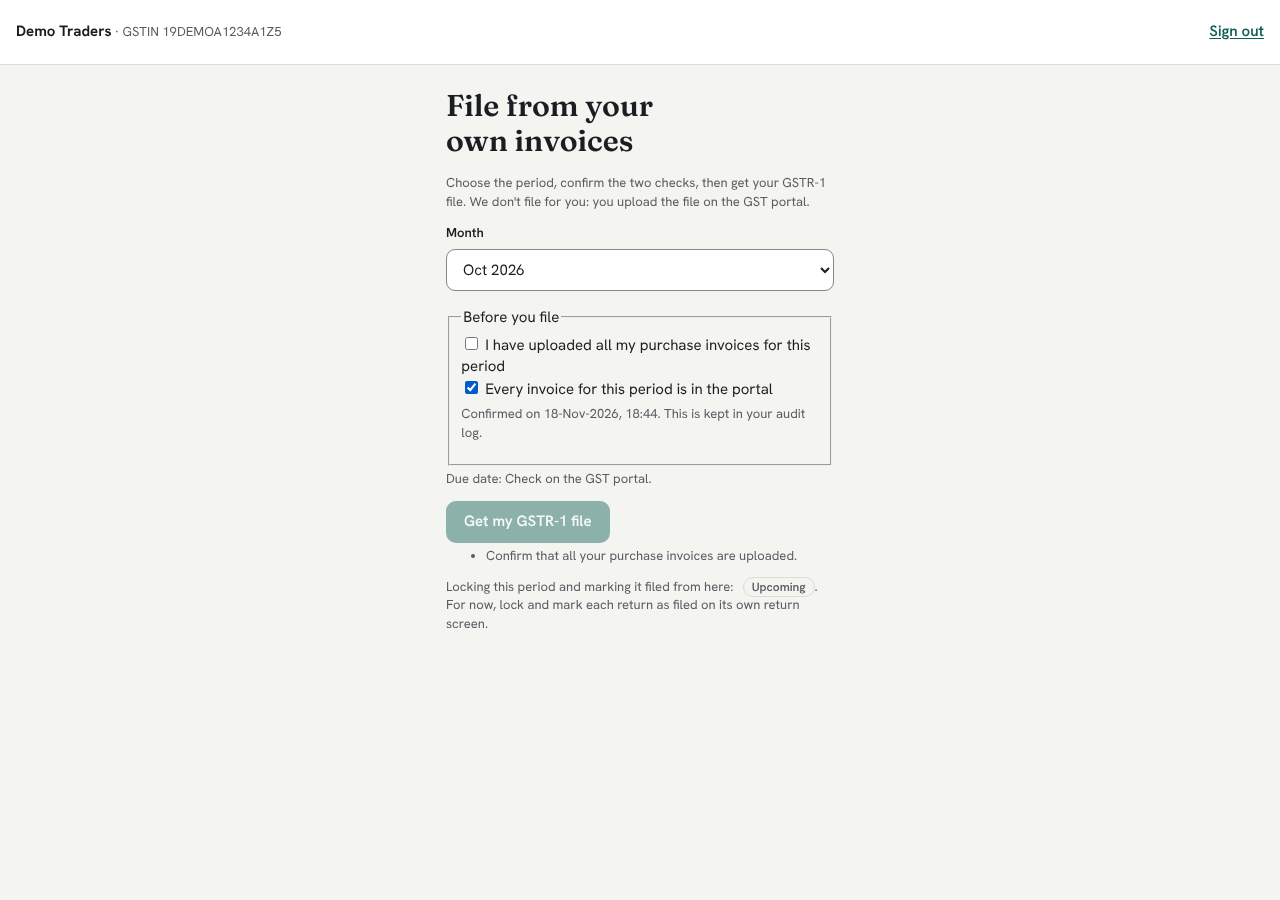 Demo Traders · GSTIN 19DEMOA1234A1Z5
Sign out
File from your
own invoices
Choose the period, confirm the two checks, then get your GSTR-1
file. We don't file for you: you upload the file on the GST portal.
Month
Oct 2026
Before you file
I have uploaded all my purchase invoices for this
period
Every invoice for this period is in the portal
Confirmed on 18-Nov-2026, 18:44. This is kept in your audit
log.
Due date: Check on the GST portal.
Get my GSTR-1 file
• Confirm that all your purchase invoices are uploaded.
Locking this period and marking it filed from here: Upcoming.
For now, lock and mark each return as filed on its own return
screen.